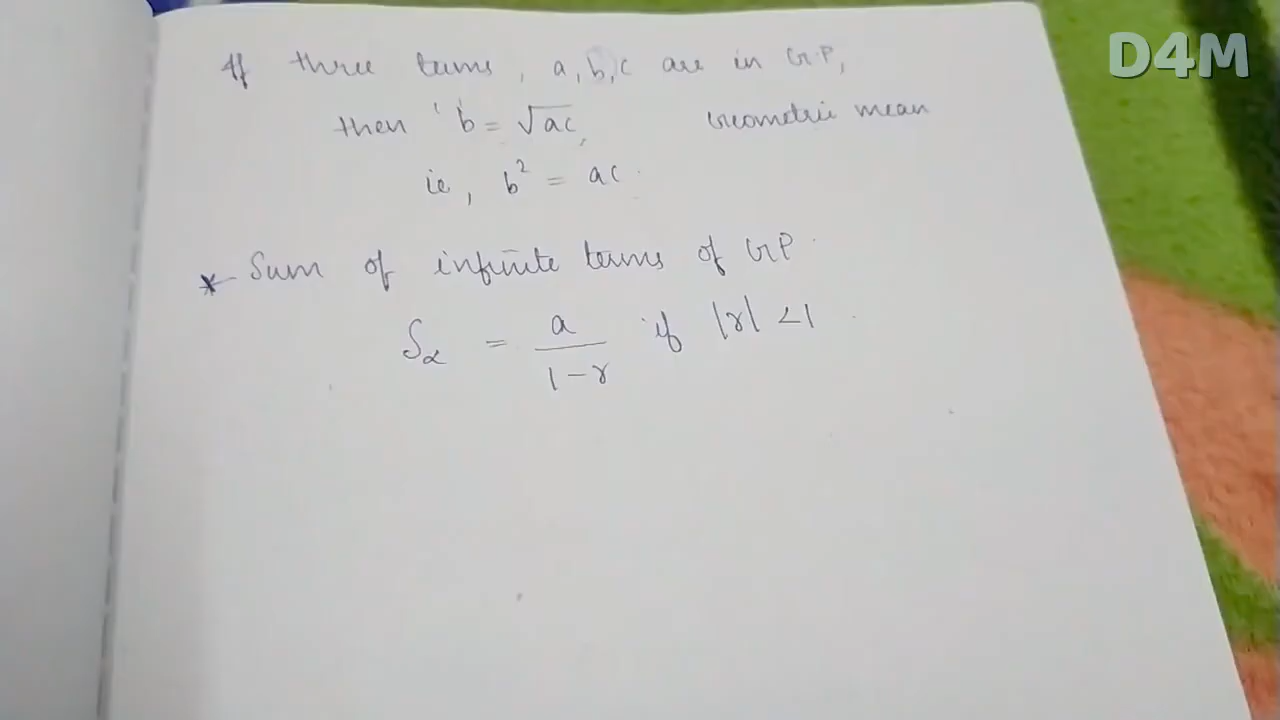 D4M
If three terms, a, b, c are in G.P,
then b = √ac, Geometric mean
ie, b² = ac.
* Sum of infinite terms of GP.
S∝ = a / 1-r if |r| <1